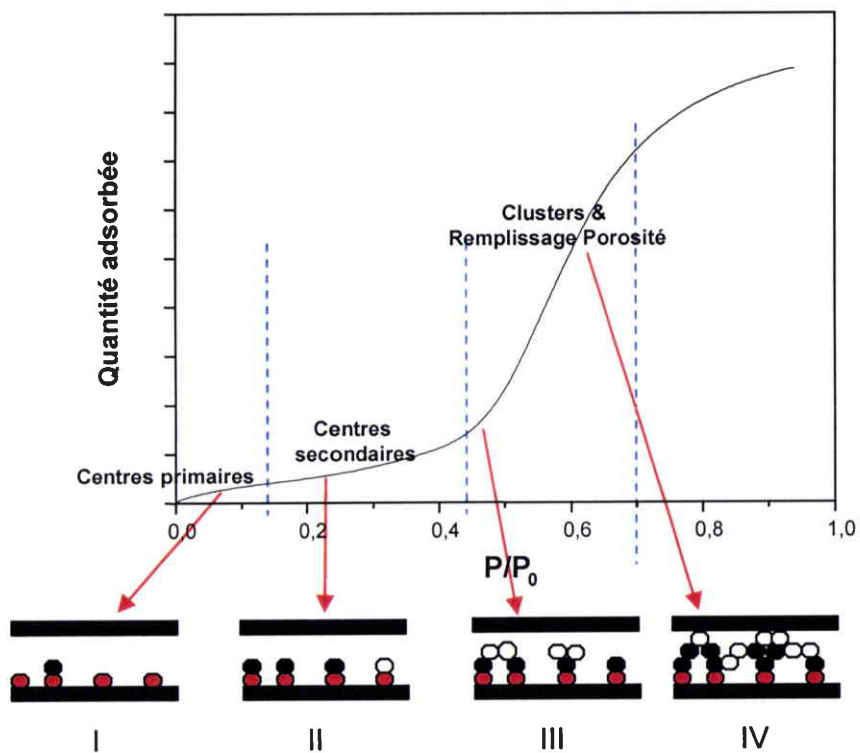 Quantité adsorbée
Clusters &
Remplissage Porosité
Centres
secondaires
Centres primaires
0,0 0,2 0,4 0,6 0,8 1,0
P/P₀
I II III IV